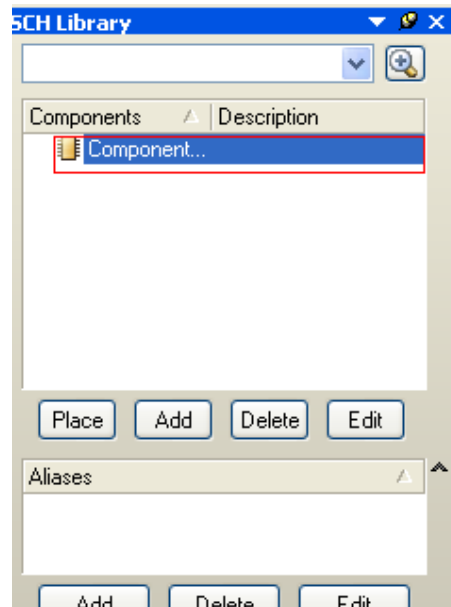 SCH Library
Components Description
Component...
Place Add Delete Edit
Aliases
Add Delete Edit